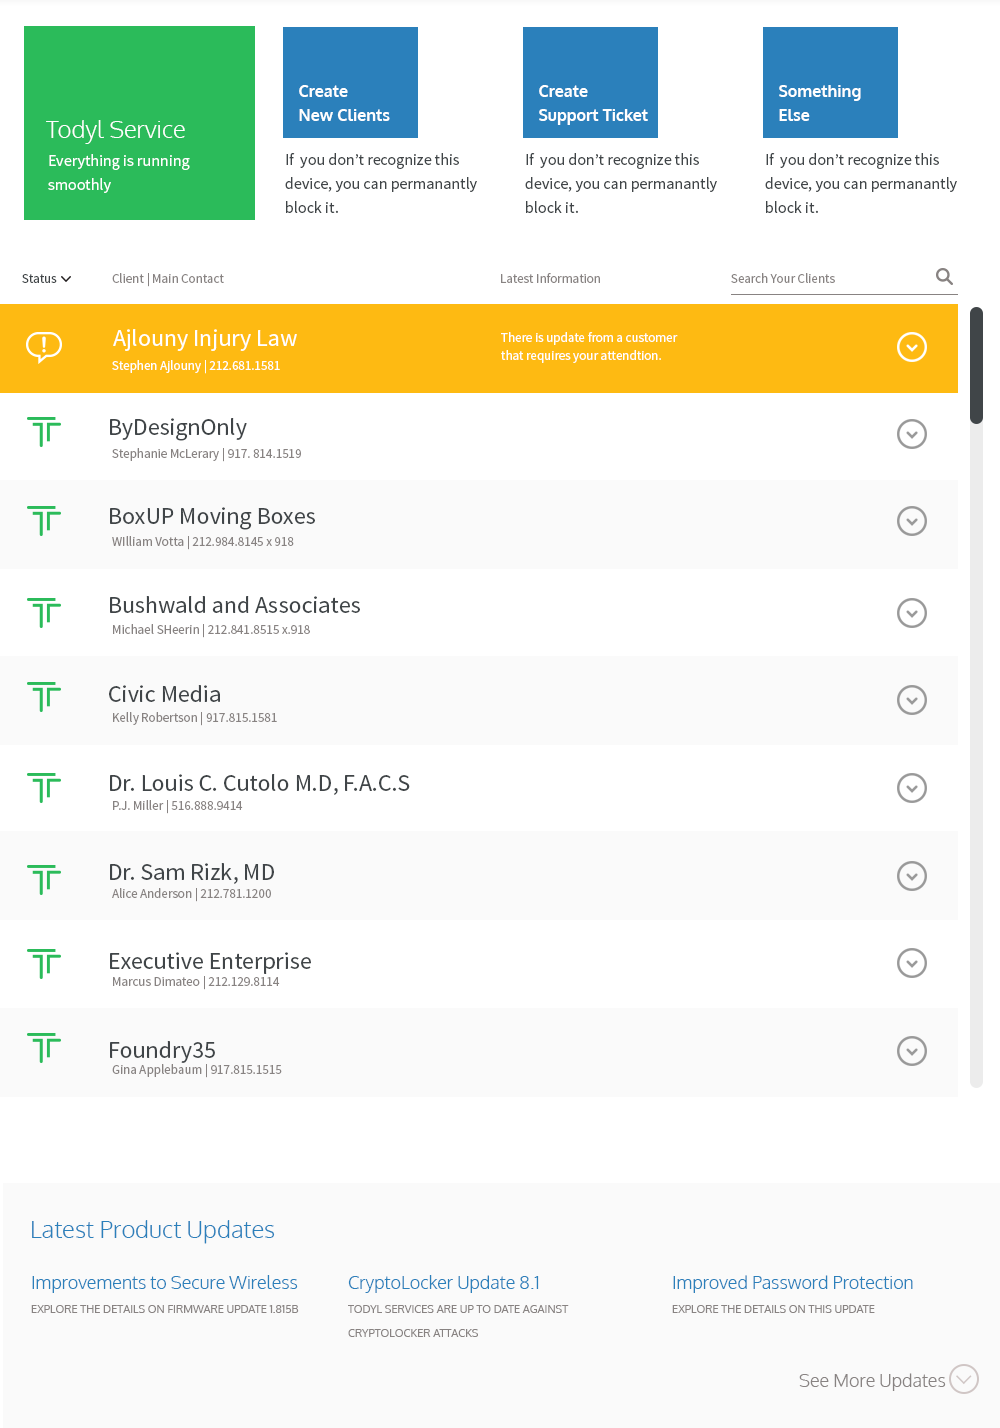 Todyl Service
Everything is running
smoothly
Create
New Clients
If you don't recognize this
device, you can permanantly
block it.
Create
Support Ticket
If you don't recognize this
device, you can permanantly
block it.
Something
Else
If you don't recognize this
device, you can permanantly
block it.
Status
Client | Main Contact
Latest Information
Search Your Clients
Ajlouny Injury Law
Stephen Ajlouny | 212.681.1581
There is update from a customer
that requires your attendtion.
ByDesignOnly
Stephanie McLerary | 917. 814.1519
BoxUP Moving Boxes
WIlliam Votta | 212.984.8145 x 918
Bushwald and Associates
Michael SHeerin | 212.841.8515 x.918
Civic Media
Kelly Robertson | 917.815.1581
Dr. Louis C. Cutolo M.D, F.A.C.S
P.J. Miller | 516.888.9414
Dr. Sam Rizk, MD
Alice Anderson | 212.781.1200
Executive Enterprise
Marcus Dimateo | 212.129.8114
Foundry35
Gina Applebaum | 917.815.1515
Latest Product Updates
Improvements to Secure Wireless
EXPLORE THE DETAILS ON FIRMWARE UPDATE 1.815B
CryptoLocker Update 8.1
TODYL SERVICES ARE UP TO DATE AGAINST
CRYPTOLOCKER ATTACKS
Improved Password Protection
EXPLORE THE DETAILS ON THIS UPDATE
See More Updates